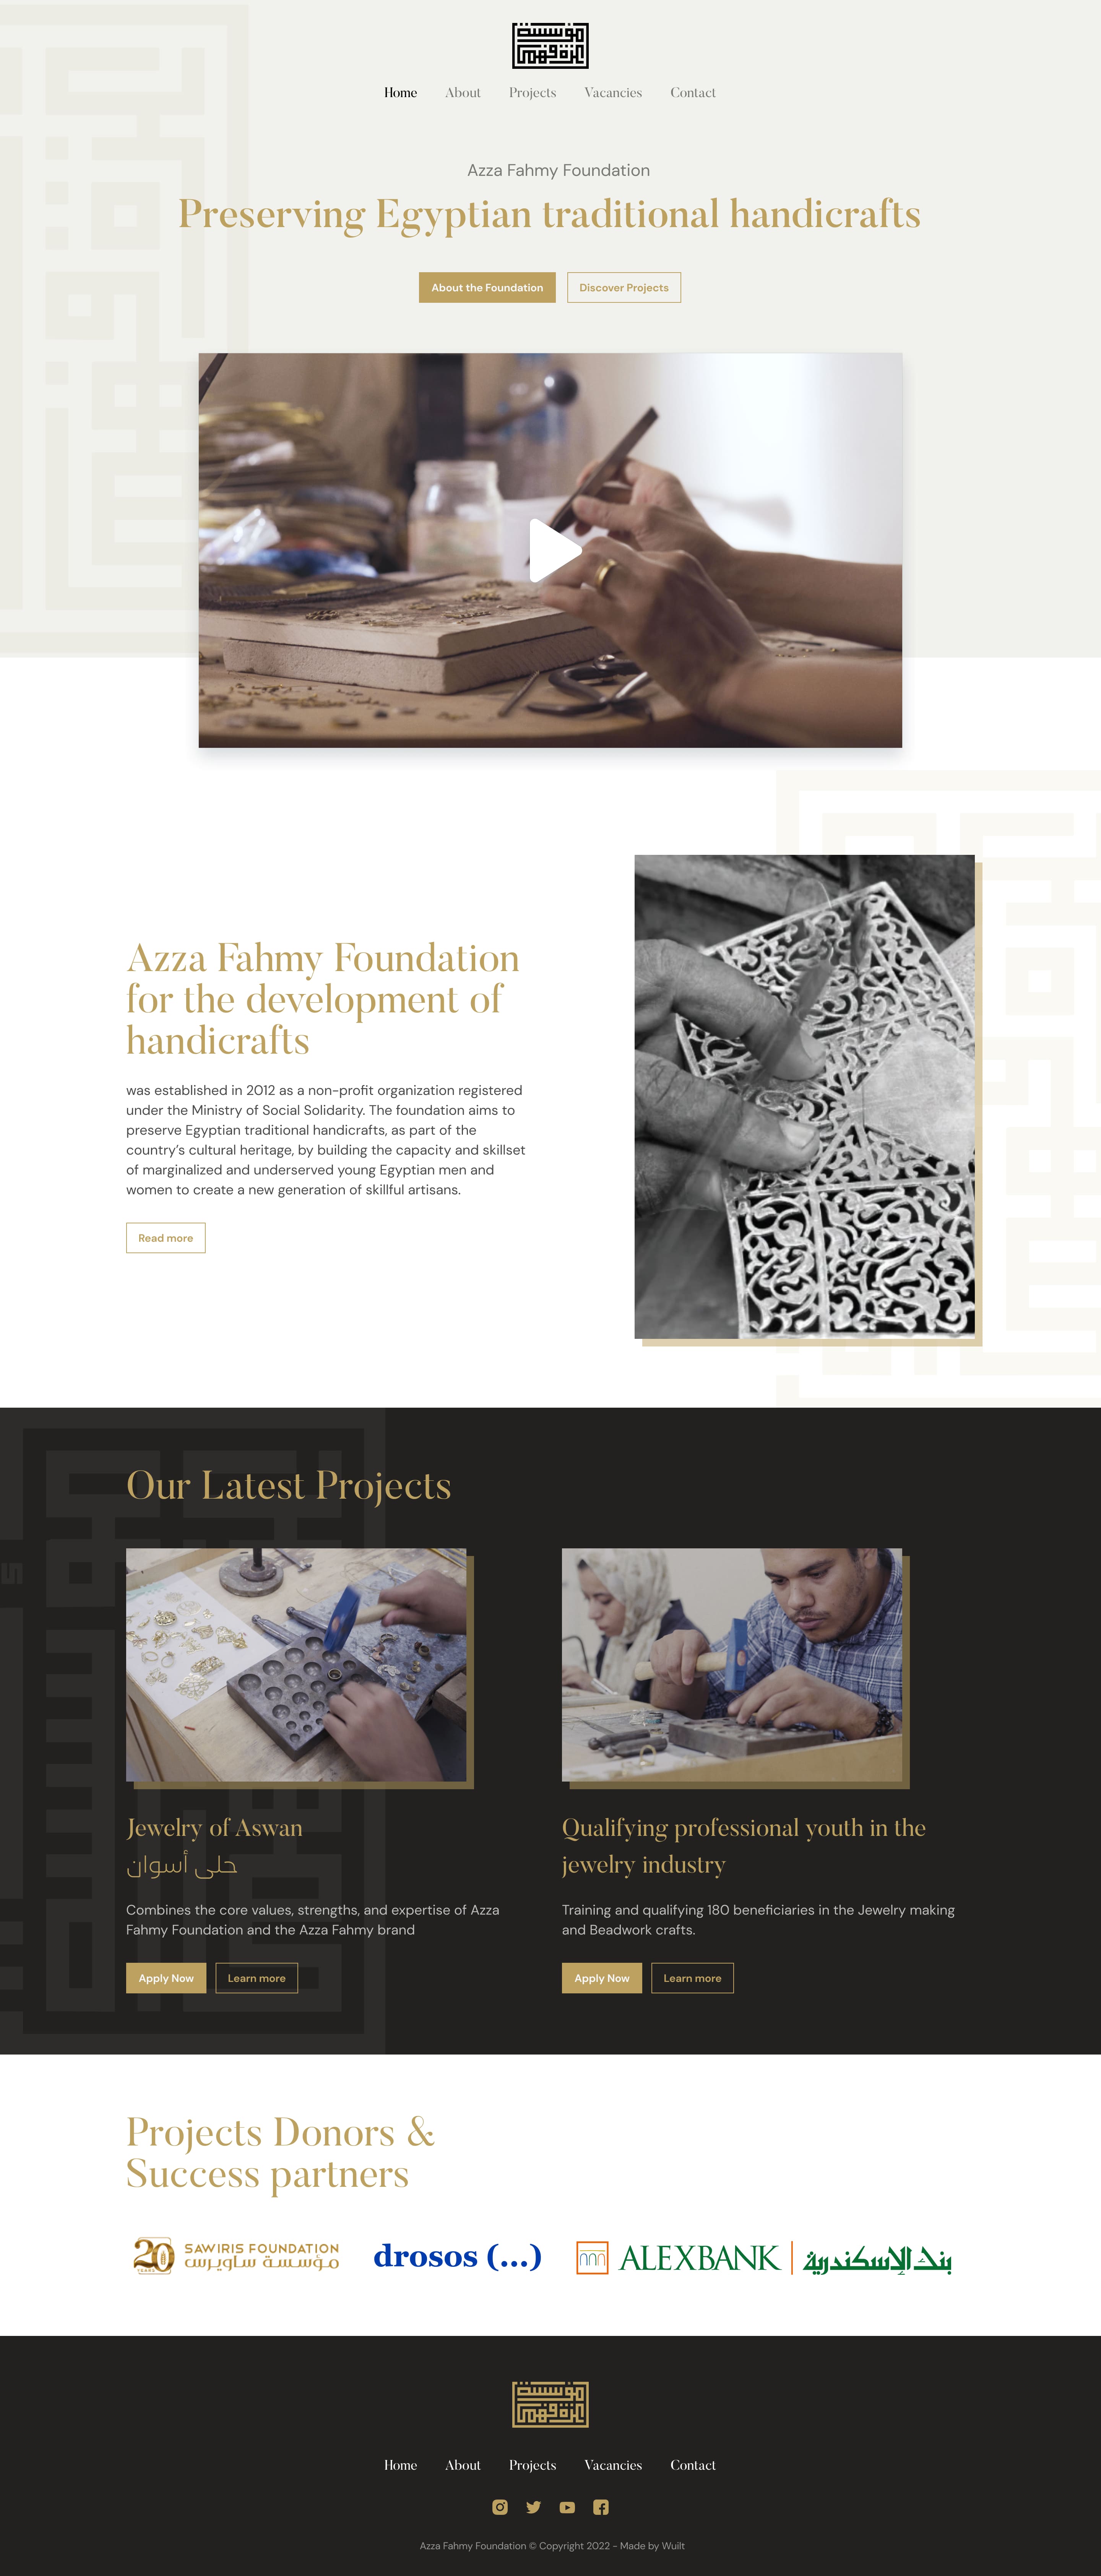 مؤسسة
عزة فهمي
Home About Projects Vacancies Contact
Azza Fahmy Foundation
Preserving Egyptian traditional handicrafts
About the Foundation Discover Projects
Azza Fahmy Foundation
for the development of
handicrafts
was established in 2012 as a non-profit organization registered
under the Ministry of Social Solidarity. The foundation aims to
preserve Egyptian traditional handicrafts, as part of the
country’s cultural heritage, by building the capacity and skillset
of marginalized and underserved young Egyptian men and
women to create a new generation of skillful artisans.
Read more
Our Latest Projects
Jewelry of Aswan
حلى أسوان
Combines the core values, strengths, and expertise of Azza
Fahmy Foundation and the Azza Fahmy brand
Apply Now Learn more
Qualifying professional youth in the
jewelry industry
Training and qualifying 180 beneficiaries in the Jewelry making
and Beadwork crafts.
Apply Now Learn more
Projects Donors &
Success partners
20 YEARS
SAWIRIS FOUNDATION
مؤسسة ساويرس
drosos (...)
ALEXBANK | بنك الإسكندرية
مؤسسة
عزة فهمي
Home About Projects Vacancies Contact
Azza Fahmy Foundation © Copyright 2022 - Made by Wuilt